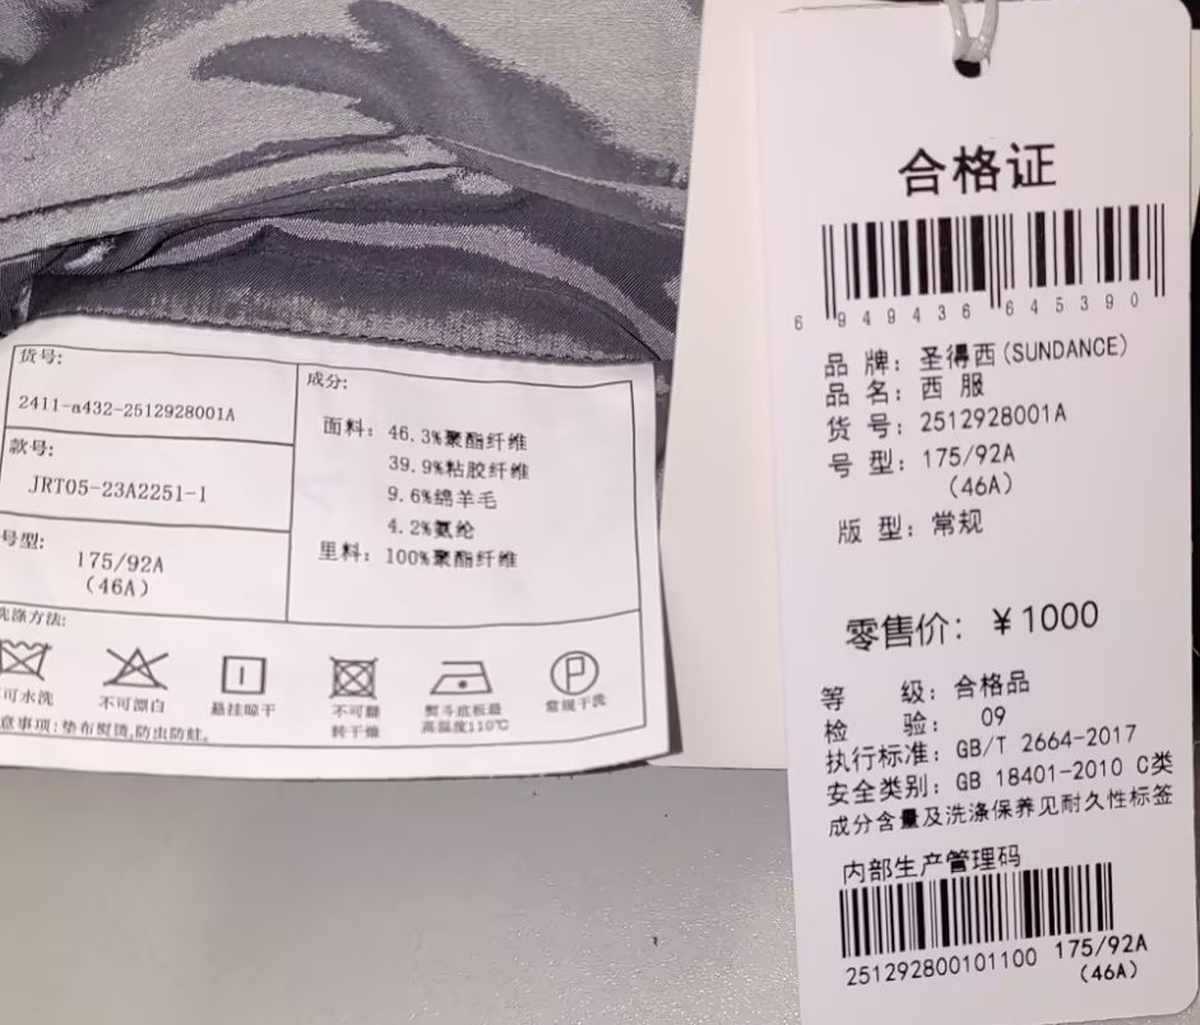 货号:
2411-a432-2512928001A
款号:
JRT05-23A2251-1
号型:
175/92A
(46A)
成分:
面料: 46.3%聚酯纤维
39.9%粘胶纤维
9.6%绵羊毛
4.2%氨纶
里料: 100%聚酯纤维
洗涤方法:
可水洗
不可漂白
悬挂晾干
不可翻
转干燥
熨斗底板最
高温度110℃
常规干洗
意事项:垫布熨烫,防虫防蛀。
合格证
6 949436 645390
品 牌: 圣得西(SUNDANCE)
品 名: 西 服
货 号: 2512928001A
号 型: 175/92A
(46A)
版 型: 常规
零售价: ¥1000
等 级: 合格品
检 验: 09
执行标准: GB/T 2664-2017
安全类别: GB 18401-2010 C类
成分含量及洗涤保养见耐久性标签
内部生产管理码
251292800101100 175/92A
(46A)